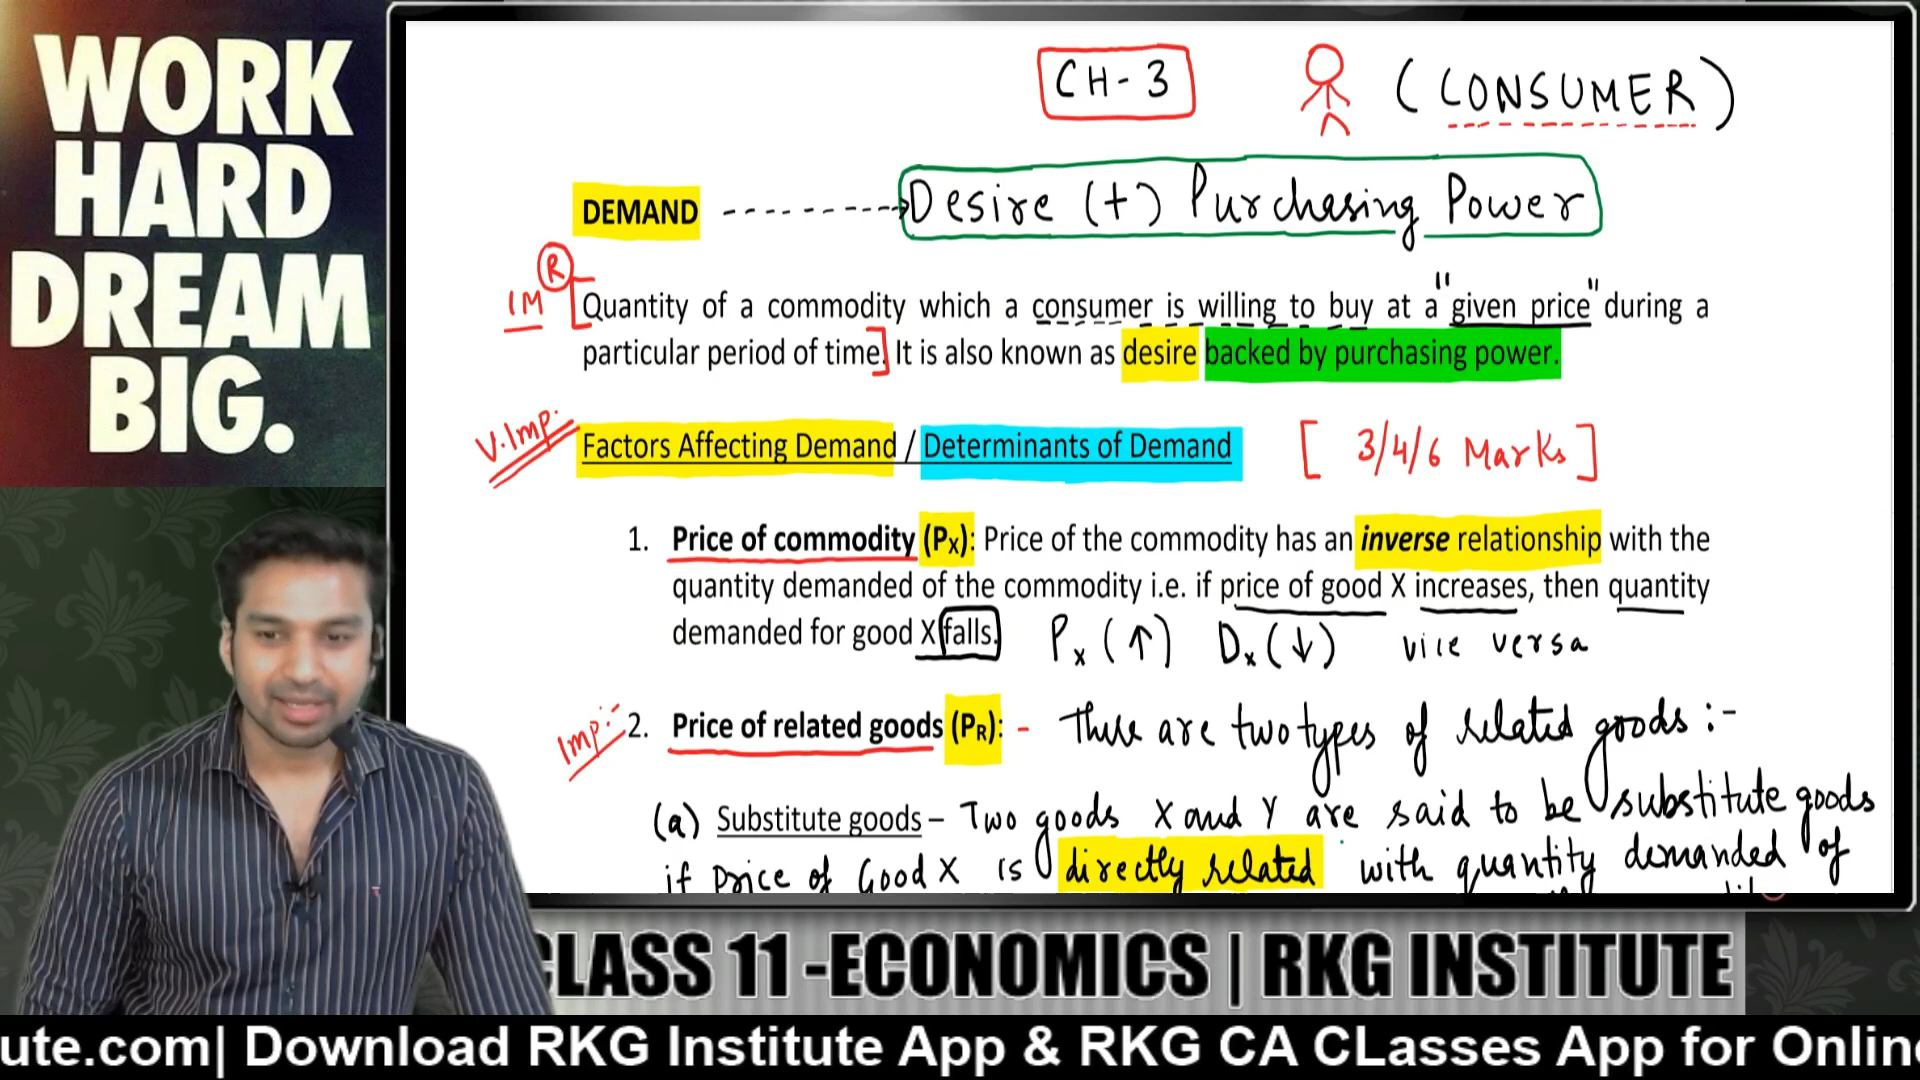 WORK
HARD
DREAM
BIG.
CH-3
(CONSUMER)
DEMAND
Desire (+) Purchasing Power
R
IM
Quantity of a commodity which a consumer is willing to buy at a "given price" during a
particular period of time. It is also known as desire backed by purchasing power.
V.Imp.
Factors Affecting Demand / Determinants of Demand [ 3/4/6 Marks ]
1. Price of commodity (PX): Price of the commodity has an inverse relationship with the
quantity demanded of the commodity i.e. if price of good X increases, then quantity
demanded for good X falls. Px (↑) Dx (↓) vice versa
Imp:-
2. Price of related goods (PR): - There are two types of related goods :-
(a) Substitute goods – Two goods X and Y are said to be substitute goods
if Price of Good X is directly related with quantity demanded of
CLASS 11 -ECONOMICS | RKG INSTITUTE
ute.com| Download RKG Institute App & RKG CA CLasses App for Onlin